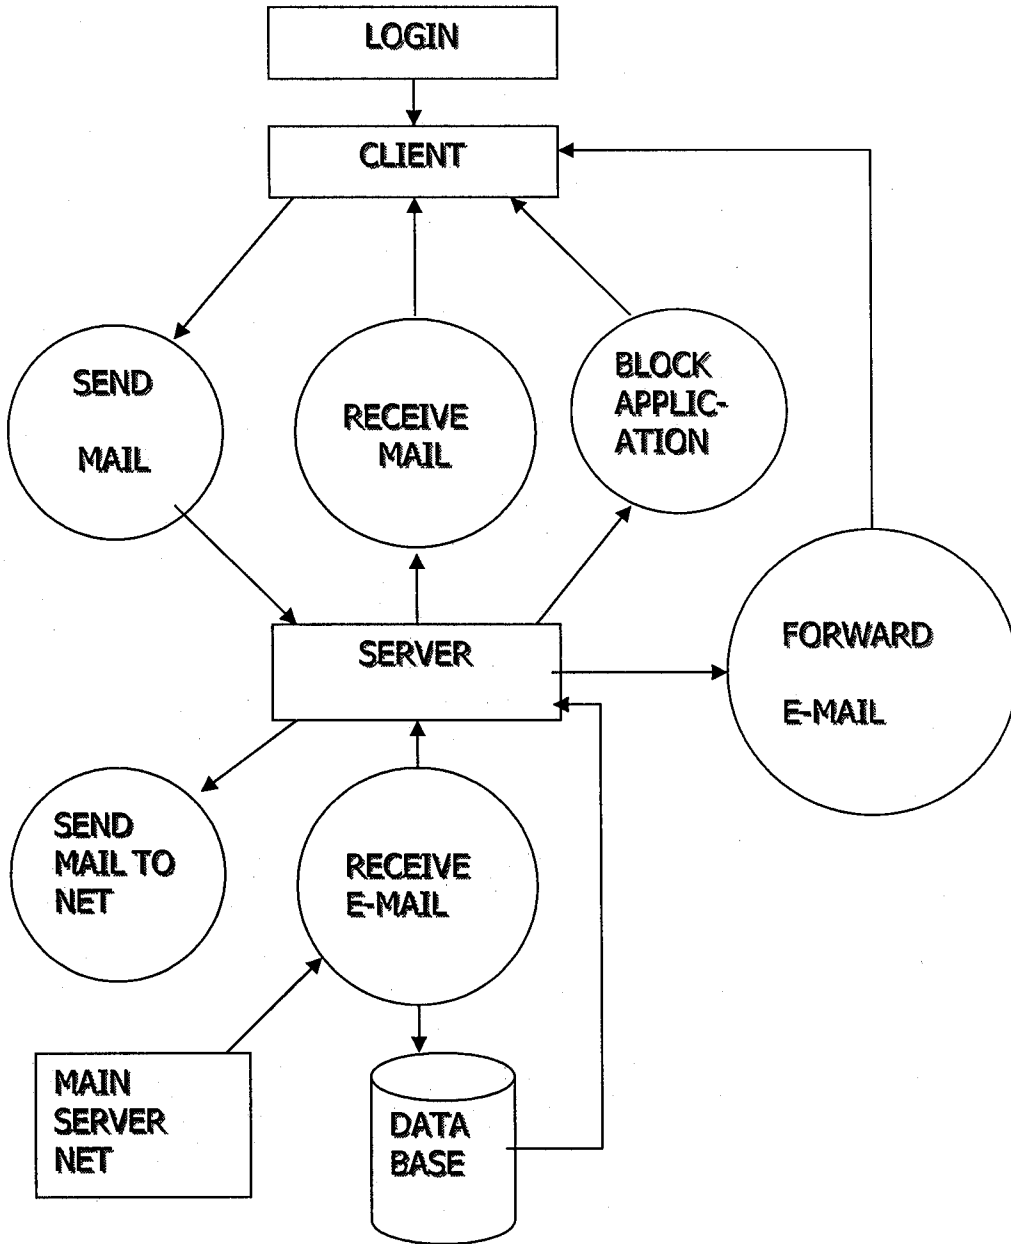 LOGIN
CLIENT
SEND
MAIL
RECEIVE
MAIL
BLOCK
APPLIC-
ATION
SERVER
FORWARD
E-MAIL
SEND
MAIL TO
NET
RECEIVE
E-MAIL
MAIN
SERVER
NET
DATA
BASE